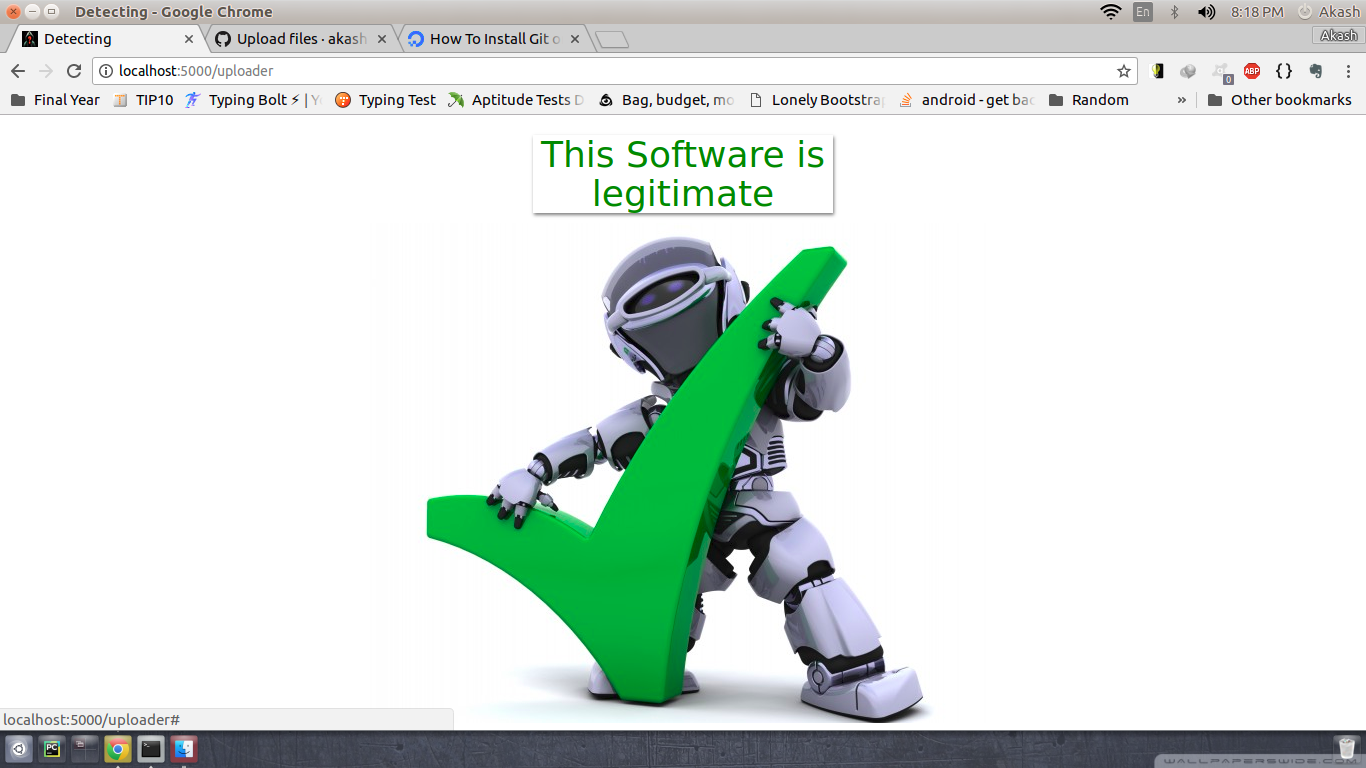 Detecting - Google Chrome
En
8:18 PM
Akash
Detecting
Upload files · akash
How To Install Git o
Akash
localhost:5000/uploader
ABP
0
Final Year
TIP10
Typing Bolt ⚡ | Y
Typing Test
Aptitude Tests D
Bag, budget, mo
Lonely Bootstrap
android - get bac
Random
»
Other bookmarks
This Software is
legitimate
localhost:5000/uploader#
PC
WALLPAPERSWIDE.COM